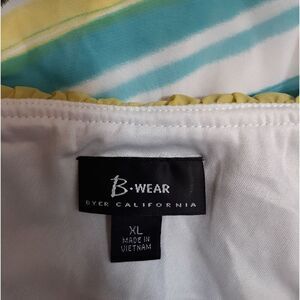 B·WEAR
BYER CALIFORNIA
XL
MADE IN
VIETNAM